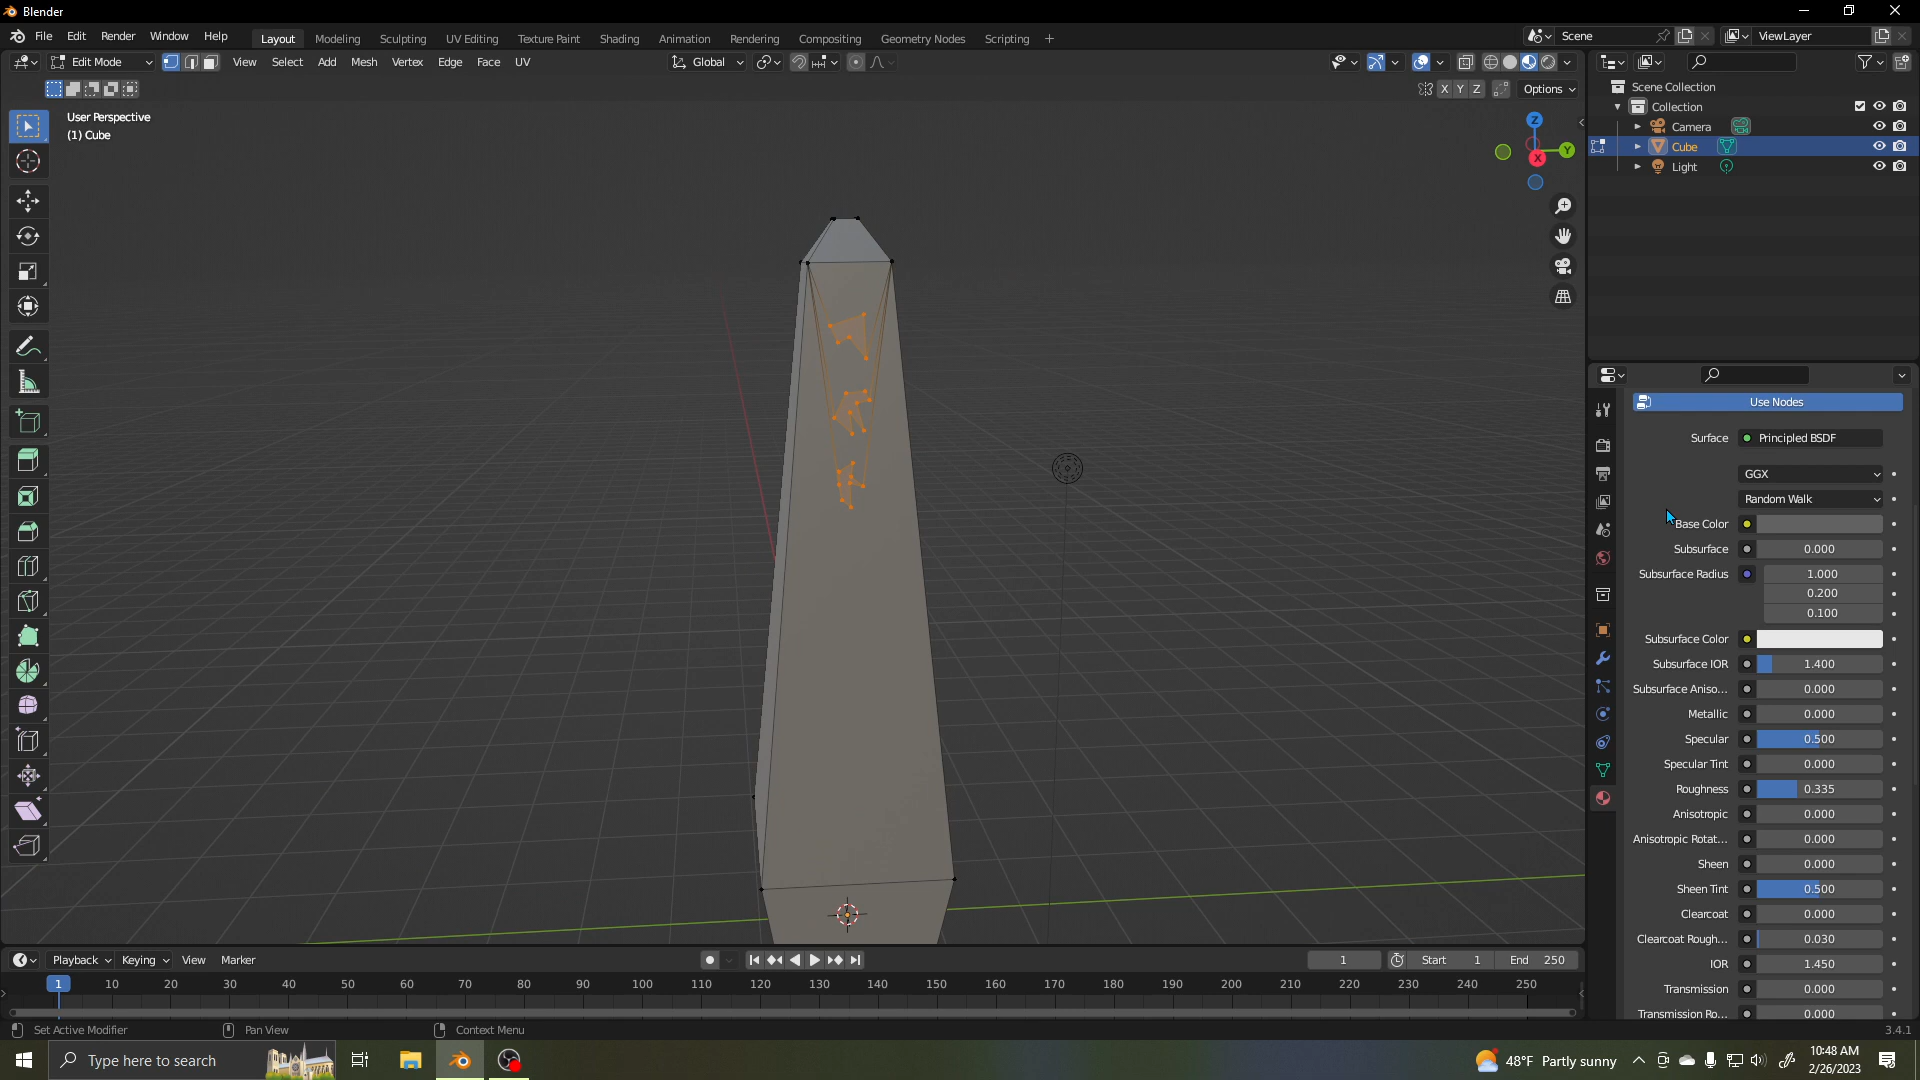 Blender
File Edit Render Window Help
Layout Modeling Sculpting UV Editing Texture Paint Shading Animation Rendering Compositing Geometry Nodes Scripting +
Scene
ViewLayer
Edit Mode View Select Add Mesh Vertex Edge Face UV
Global
X Y Z Options
User Perspective
(1) Cube
Z
Y
X
Scene Collection
Collection
Camera
Cube
Light
Use Nodes
Surface Principled BSDF
GGX
Random Walk
Base Color
Subsurface 0.000
Subsurface Radius 1.000
0.200
0.100
Subsurface Color
Subsurface IOR 1.400
Subsurface Aniso... 0.000
Metallic 0.000
Specular 0.500
Specular Tint 0.000
Roughness 0.335
Anisotropic 0.000
Anisotropic Rotat... 0.000
Sheen 0.000
Sheen Tint 0.500
Clearcoat 0.000
Clearcoat Rough... 0.030
IOR 1.450
Transmission 0.000
Transmission Ro... 0.000
Playback Keying View Marker
1 Start 1 End 250
1 10 20 30 40 50 60 70 80 90 100 110 120 130 140 150 160 170 180 190 200 210 220 230 240 250
Set Active Modifier Pan View Context Menu
3.4.1
Type here to search
48°F Partly sunny
10:48 AM
2/26/2023